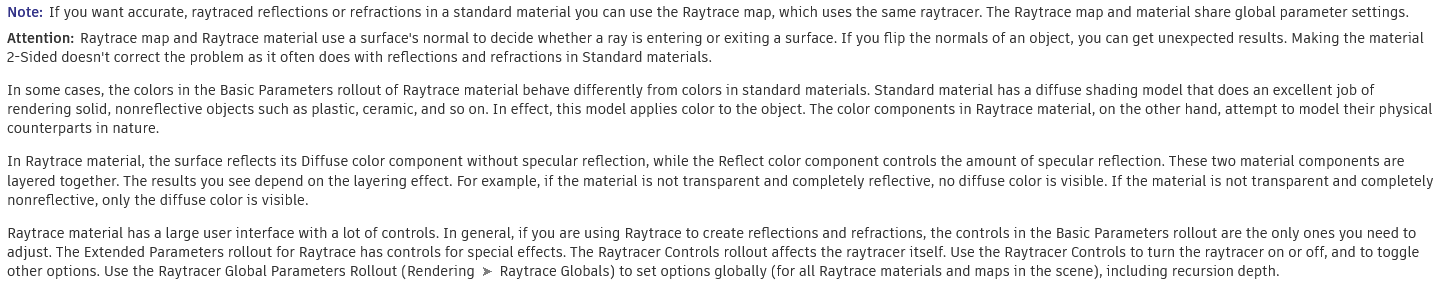 Note: If you want accurate, raytraced reflections or refractions in a standard material you can use the Raytrace map, which uses the same raytracer. The Raytrace map and material share global parameter settings.
Attention: Raytrace map and Raytrace material use a surface's normal to decide whether a ray is entering or exiting a surface. If you flip the normals of an object, you can get unexpected results. Making the material
2-Sided doesn't correct the problem as it often does with reflections and refractions in Standard materials.
In some cases, the colors in the Basic Parameters rollout of Raytrace material behave differently from colors in standard materials. Standard material has a diffuse shading model that does an excellent job of
rendering solid, nonreflective objects such as plastic, ceramic, and so on. In effect, this model applies color to the object. The color components in Raytrace material, on the other hand, attempt to model their physical
counterparts in nature.
In Raytrace material, the surface reflects its Diffuse color component without specular reflection, while the Reflect color component controls the amount of specular reflection. These two material components are
layered together. The results you see depend on the layering effect. For example, if the material is not transparent and completely reflective, no diffuse color is visible. If the material is not transparent and completely
nonreflective, only the diffuse color is visible.
Raytrace material has a large user interface with a lot of controls. In general, if you are using Raytrace to create reflections and refractions, the controls in the Basic Parameters rollout are the only ones you need to
adjust. The Extended Parameters rollout for Raytrace has controls for special effects. The Raytracer Controls rollout affects the raytracer itself. Use the Raytracer Controls to turn the raytracer on or off, and to toggle
other options. Use the Raytracer Global Parameters Rollout (Rendering ➤ Raytrace Globals) to set options globally (for all Raytrace materials and maps in the scene), including recursion depth.